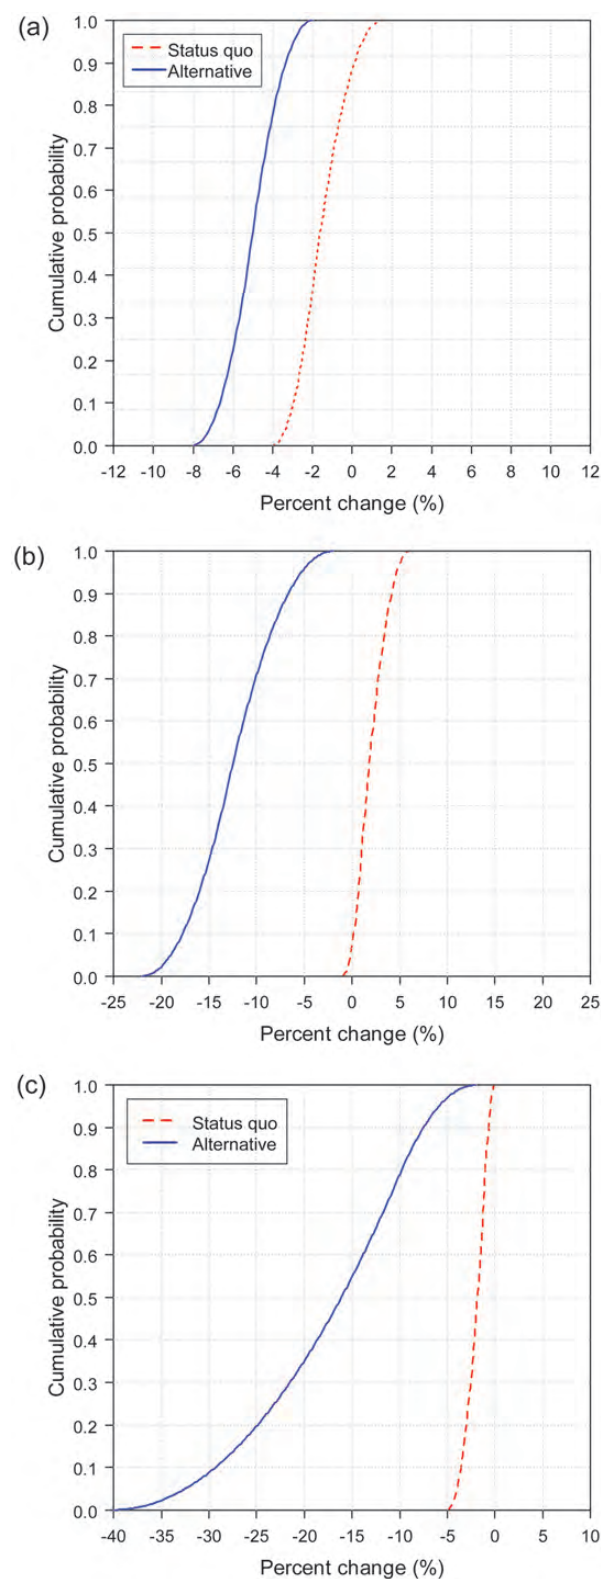 (a)
1.0
0.9
0.8
0.7
0.6
0.5
0.4
0.3
0.2
0.1
0.0
Cumulative probability
Status quo
Alternative
-12 -10 -8 -6 -4 -2 0 2 4 6 8 10 12
Percent change (%)
(b)
1.0
0.9
0.8
0.7
0.6
0.5
0.4
0.3
0.2
0.1
0.0
Cumulative probability
-25 -20 -15 -10 -5 0 5 10 15 20 25
Percent change (%)
(c)
1.0
0.9
0.8
0.7
0.6
0.5
0.4
0.3
0.2
0.1
0.0
Cumulative probability
Status quo
Alternative
-40 -35 -30 -25 -20 -15 -10 -5 0 5 10
Percent change (%)